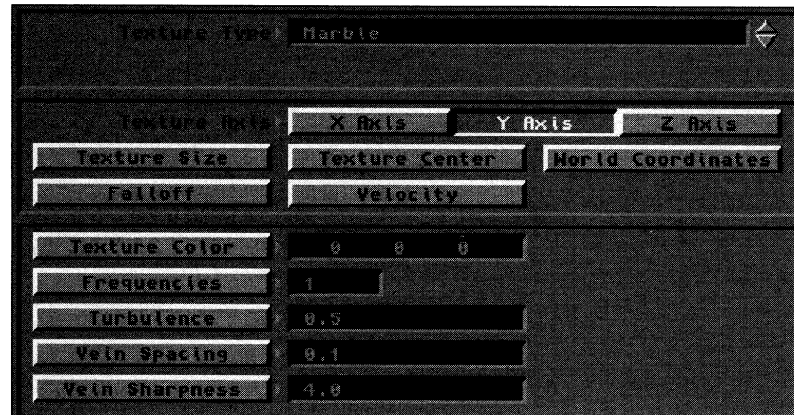 Texture Type Marble
Texture Axis X Axis Y Axis Z Axis
Texture Size Texture Center World Coordinates
Falloff Velocity
Texture Color 0 0 0
Frequencies 1
Turbulence 0.5
Vein Spacing 0.1
Vein Sharpness 4.0